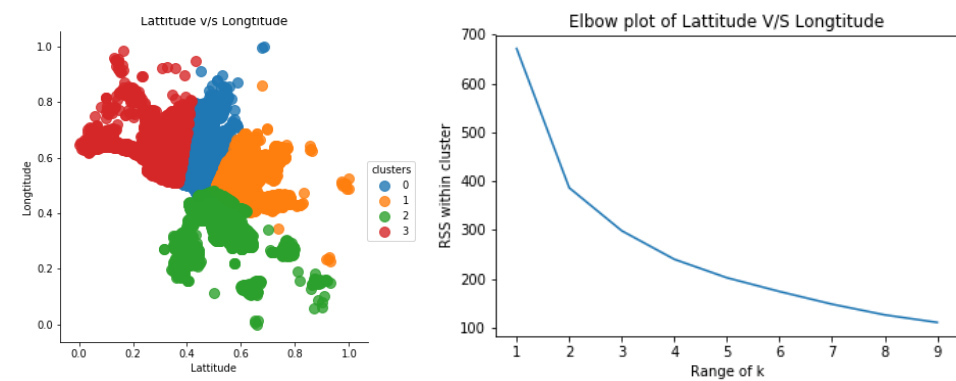 Lattitude v/s Longtitude
1.0
0.8
0.6
0.4
0.2
0.0
Longtitude
0.0 0.2 0.4 0.6 0.8 1.0
Lattitude
clusters
0
1
2
3
Elbow plot of Lattitude V/S Longtitude
700
600
500
400
300
200
100
RSS within cluster
1 2 3 4 5 6 7 8 9
Range of k